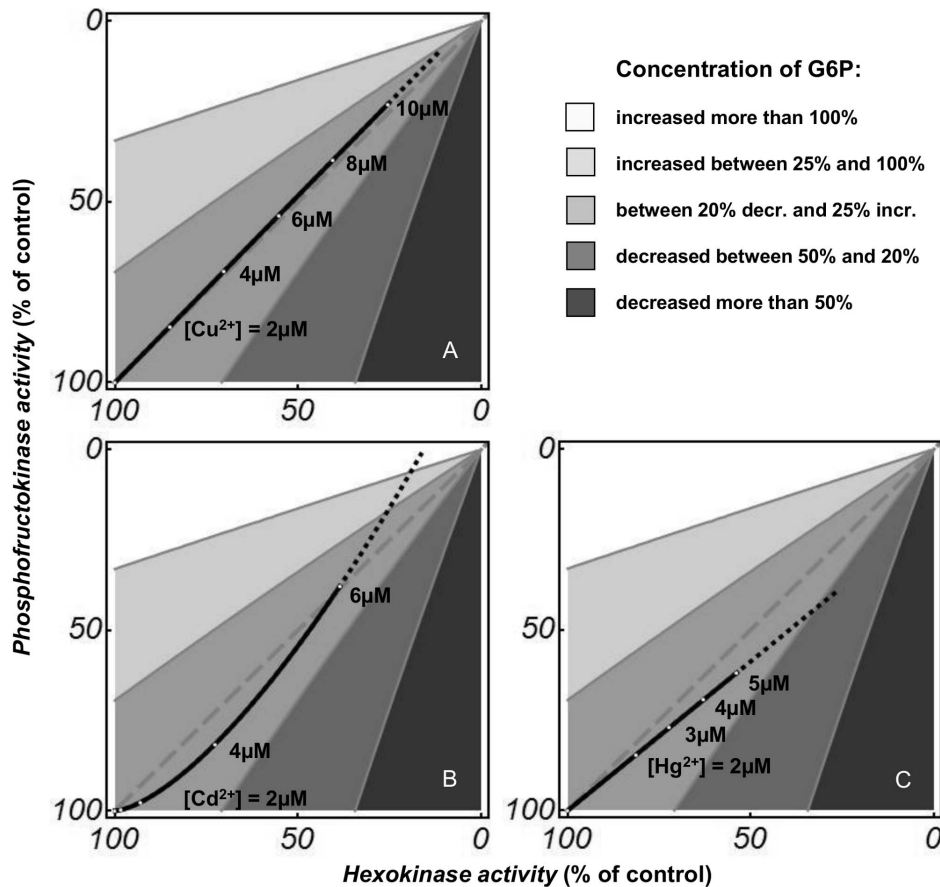 Concentration of G6P:
increased more than 100%
increased between 25% and 100%
between 20% decr. and 25% incr.
decreased between 50% and 20%
decreased more than 50%
Phosphofructokinase activity (% of control)
0
50
100
10µM
8µM
6µM
4µM
[Cu²⁺] = 2µM
A
100
50
0
0
50
100
6µM
4µM
[Cd²⁺] = 2µM
B
100
50
0
0
50
100
5µM
4µM
3µM
[Hg²⁺] = 2µM
C
100
50
0
Hexokinase activity (% of control)